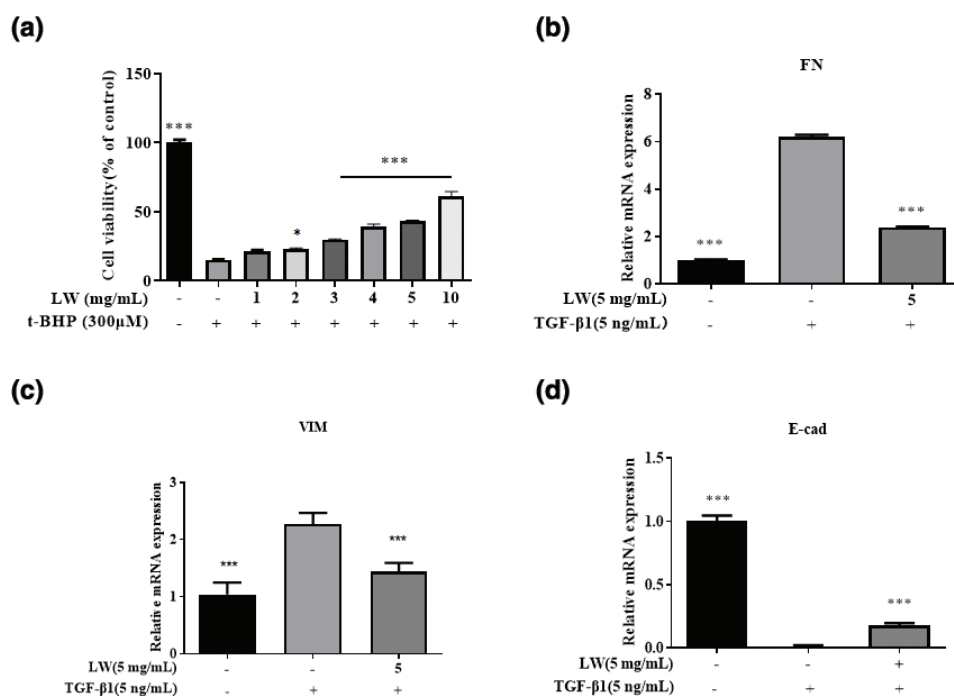 (a)
150
100
50
0
Cell viability(% of control)
***
*
***
LW (mg/mL) - - 1 2 3 4 5 10
t-BHP (300μM) - + + + + + + +
(b)
FN
8
6
4
2
0
Relative mRNA expression
***
***
LW(5 mg/mL) - - 5
TGF-β1(5 ng/mL) - + +
(c)
VIM
3
2
1
0
Relative mRNA expression
***
***
LW(5 mg/mL) - - 5
TGF-β1(5 ng/mL) - + +
(d)
E-cad
1.5
1.0
0.5
0.0
Relative mRNA expression
***
***
LW(5 mg/mL) - - +
TGF-β1(5 ng/mL) - + +